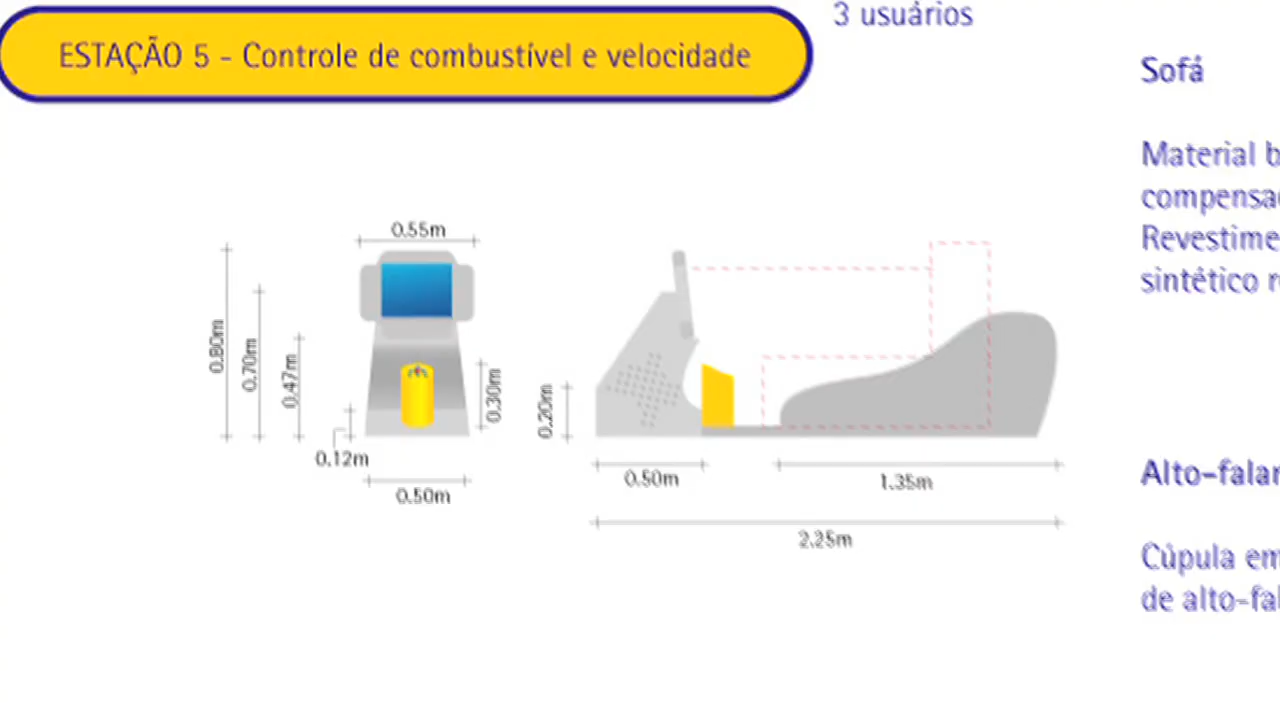 3 usuários
ESTAÇÃO 5 - Controle de combustível e velocidade
Sofá
Material
Revestime
sintético
0.55m
0.80m
0.70m
0.47m
0.30m
0.20m
0.12m
0.50m
0.50m
1.35m
2.25m
Alto-falar
Cúpula em
de alto-fal